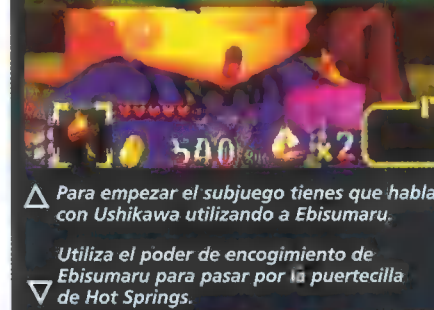 500
2
Para empezar el subjuego tienes que habla
con Ushikawa utilizando a Ebisumaru.
Utiliza el poder de encogimiento de
Ebisumaru para pasar por la puertecilla
de Hot Springs.